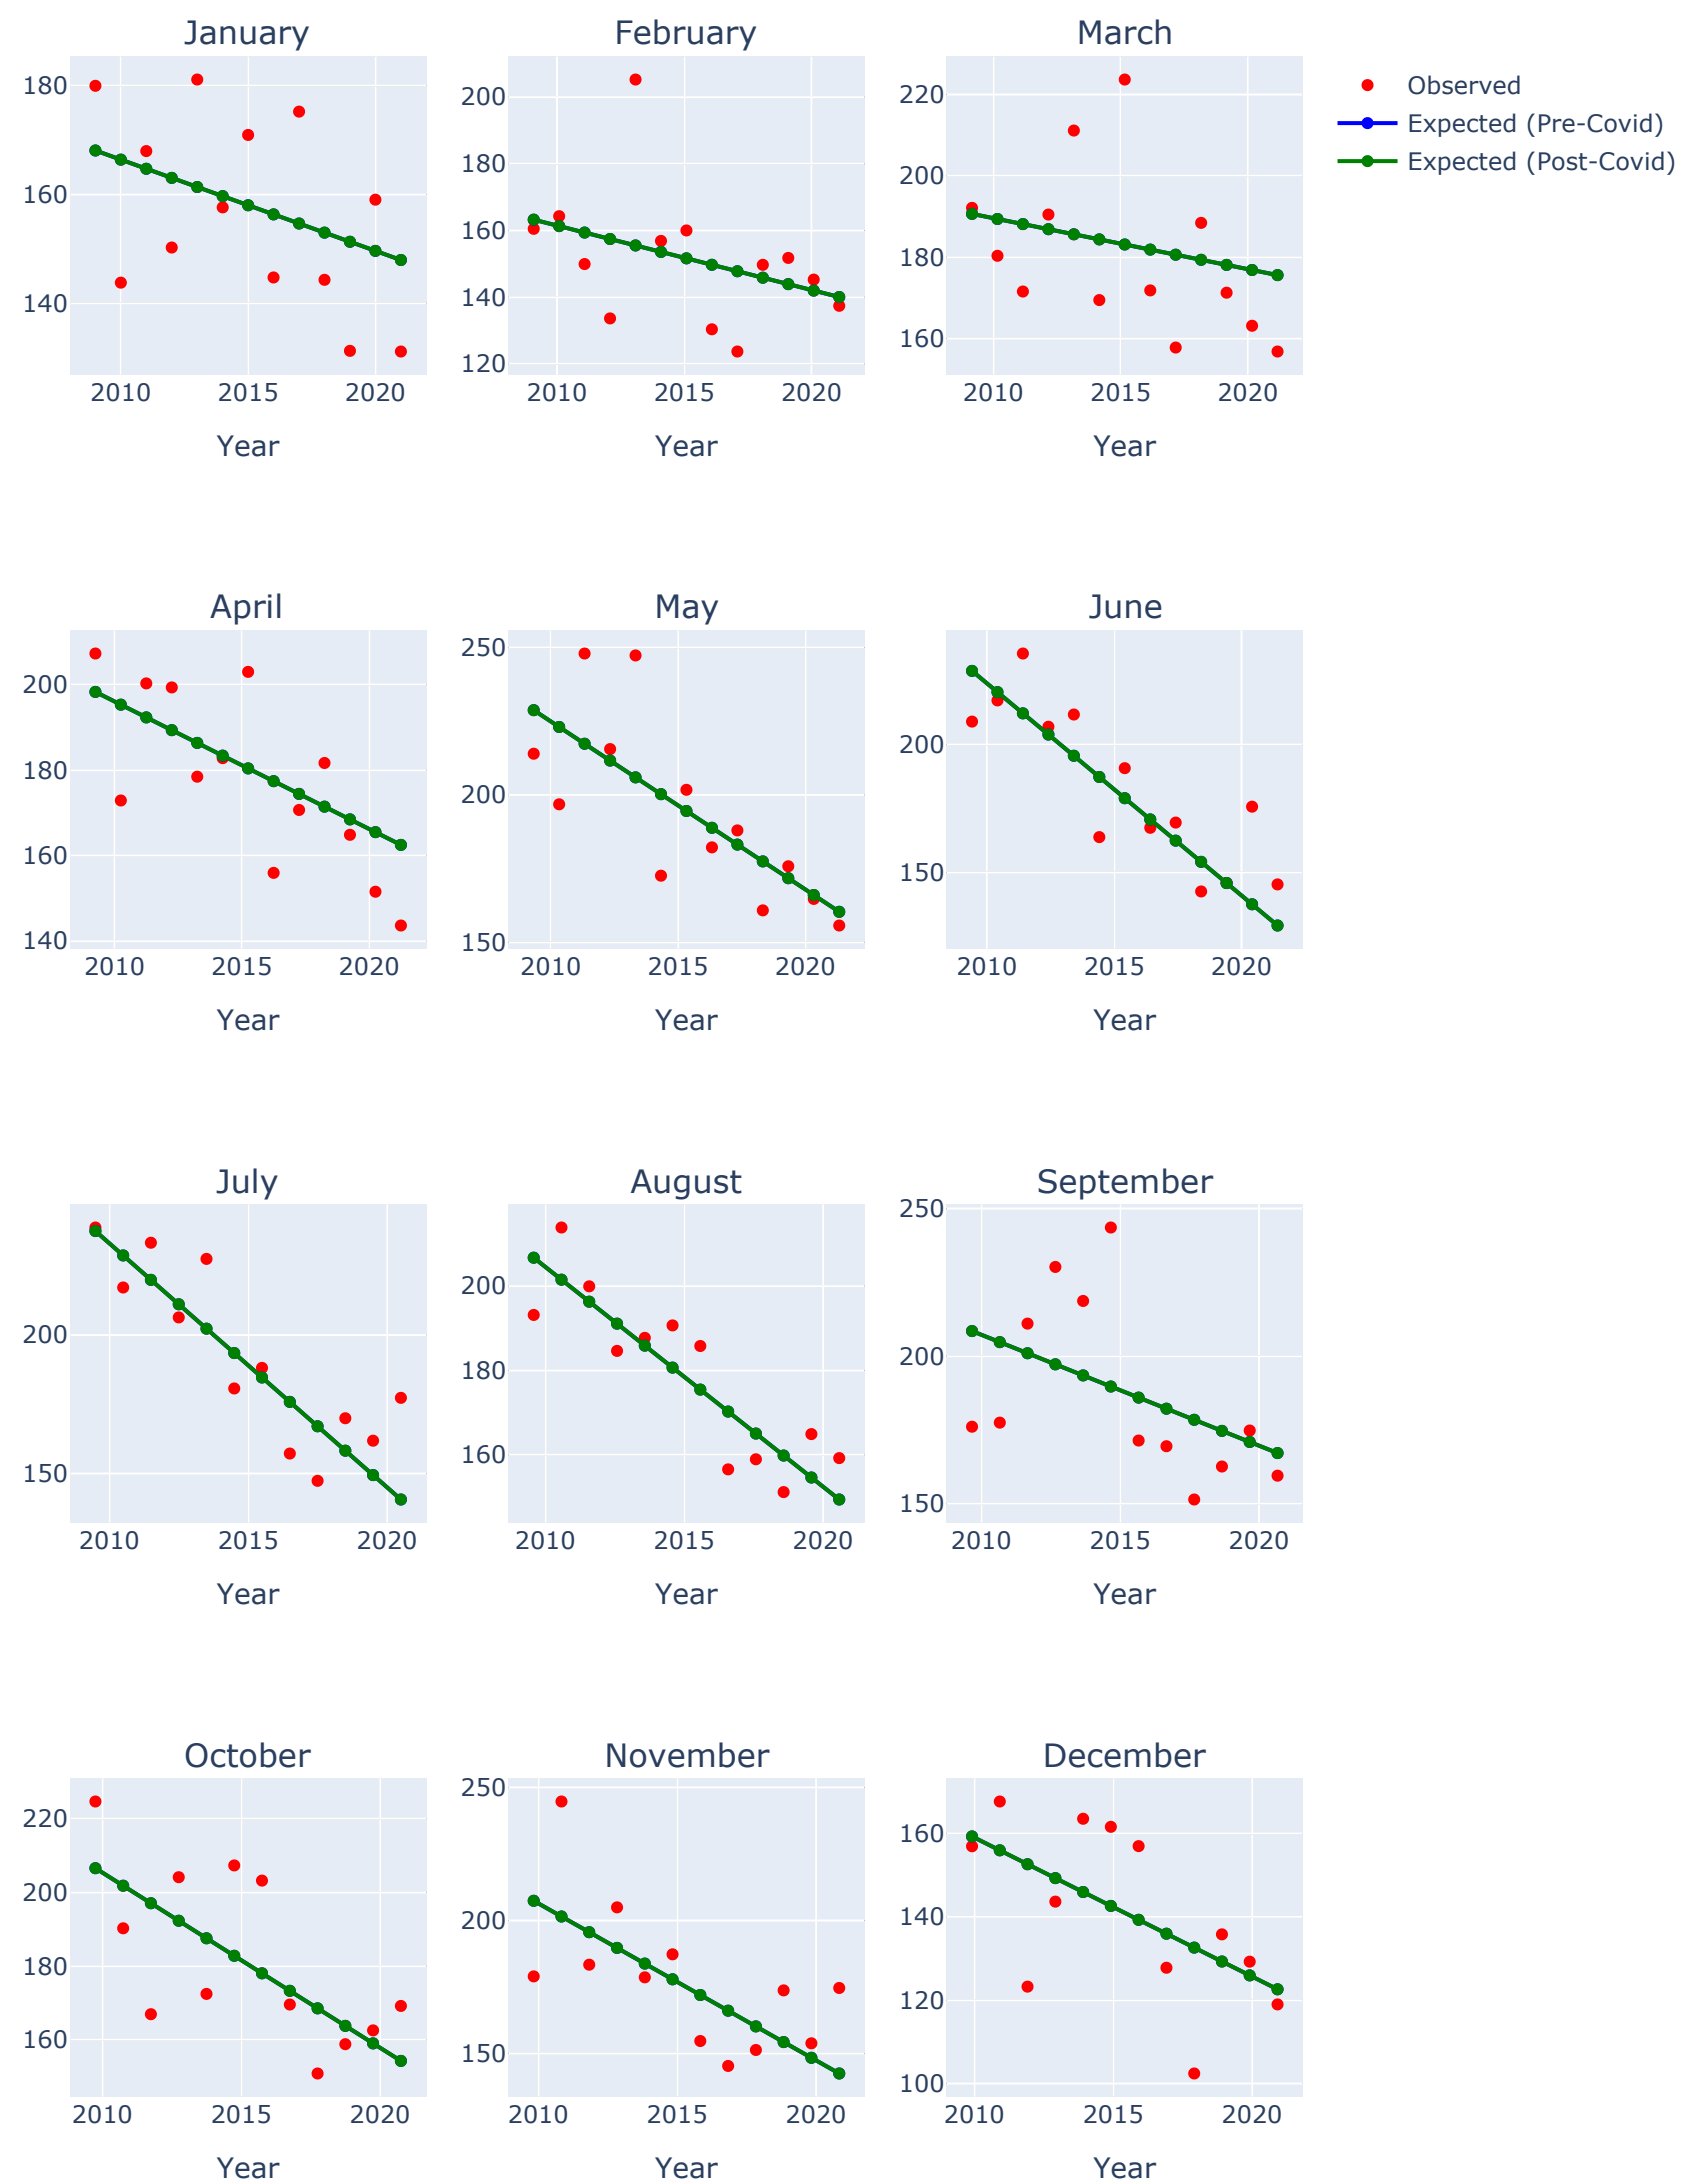 January February March
180
160
140
2010 2015 2020
Year
200
180
160
140
120
2010 2015 2020
Year
220
200
180
160
2010 2015 2020
Year
Observed
Expected (Pre-Covid)
Expected (Post-Covid)
April May June
200
180
160
140
2010 2015 2020
Year
250
200
150
2010 2015 2020
Year
200
150
2010 2015 2020
Year
July August September
200
150
2010 2015 2020
Year
200
180
160
2010 2015 2020
Year
250
200
150
2010 2015 2020
Year
October November December
220
200
180
160
2010 2015 2020
Year
250
200
150
2010 2015 2020
Year
160
140
120
100
2010 2015 2020
Year